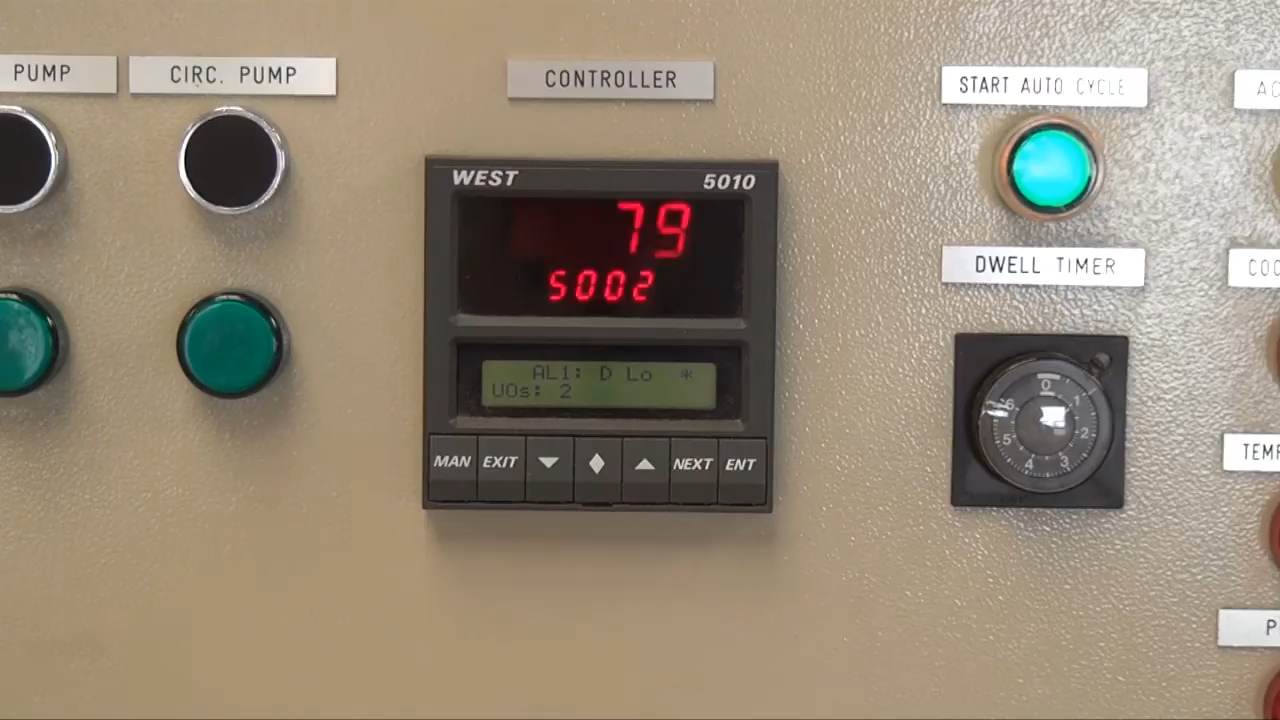 PUMP
CIRC. PUMP
CONTROLLER
START AUTO CYCLE
WEST 5010
79
5002
AL1: D Lo *
UOs: 2
MAN EXIT NEXT ENT
DWELL TIMER
0
1
2
3
4
5
6